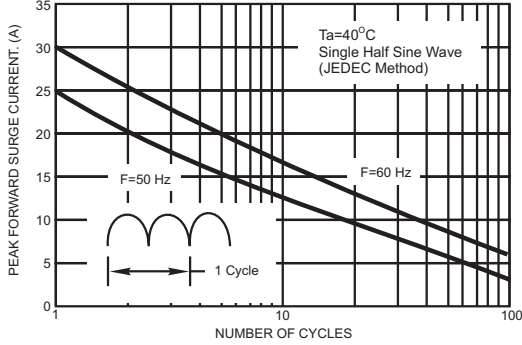 PEAK FORWARD SURGE CURRENT. (A)
35
30
25
20
15
10
5
0
Ta=40°C
Single Half Sine Wave
(JEDEC Method)
F=50 Hz
F=60 Hz
1 Cycle
1
10
100
NUMBER OF CYCLES